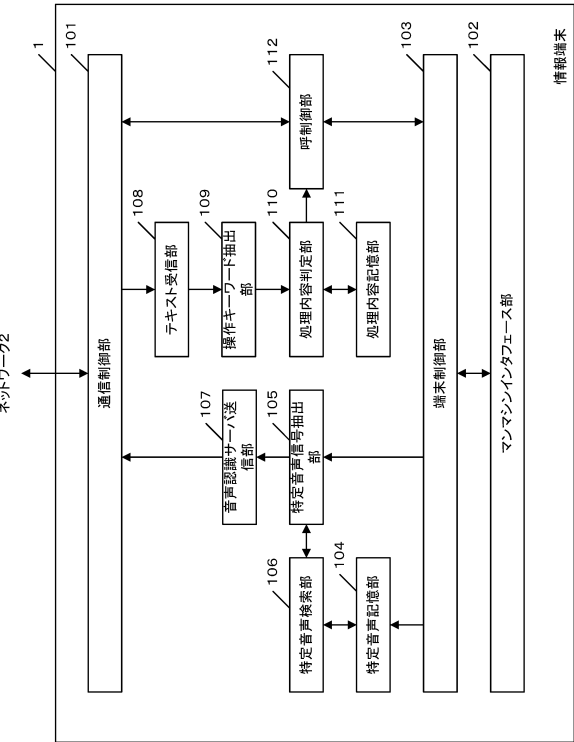 ネットワーク2
1
情報端末
101
通信制御部
107
音声認識サーバ送
信部
108
テキスト受信部
109
操作キーワード抽出
部
106
特定音声検索部
105
特定音声信号抽出
部
110
処理内容判定部
112
呼制御部
104
特定音声記憶部
111
処理内容記憶部
103
端末制御部
102
マンマシンインタフェース部